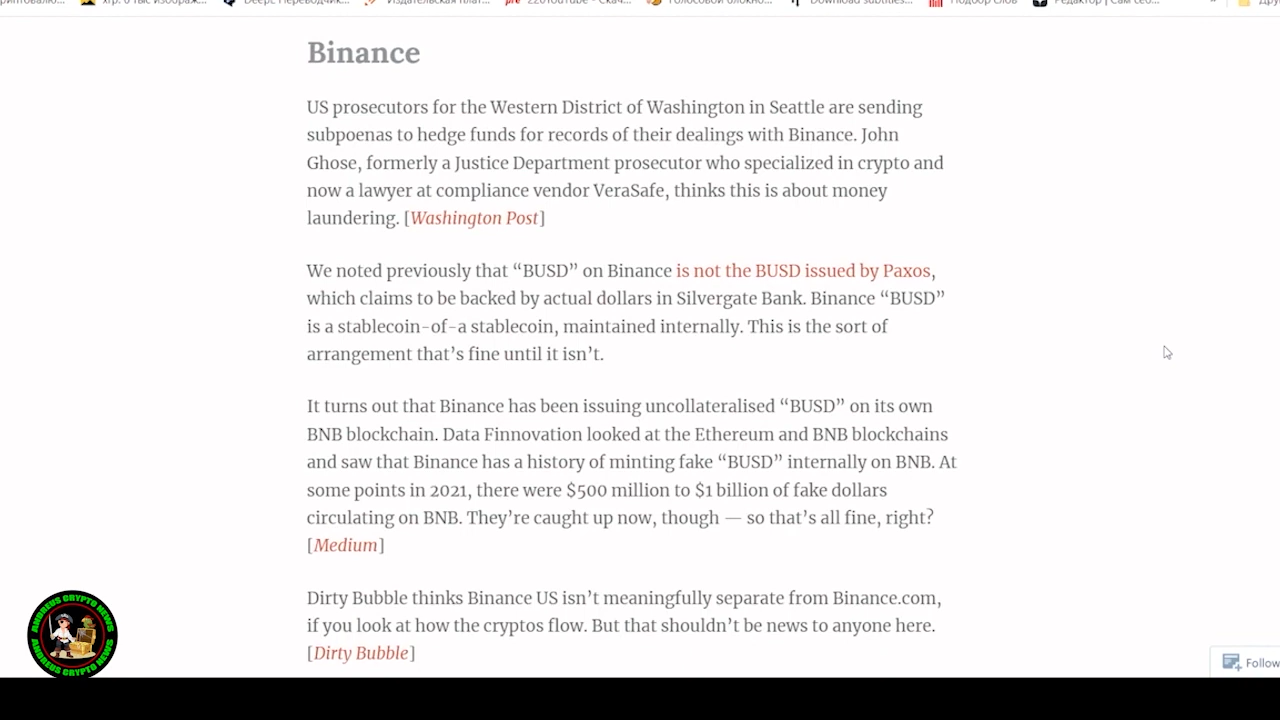 Download subtitles...
Binance
US prosecutors for the Western District of Washington in Seattle are sending
subpoenas to hedge funds for records of their dealings with Binance. John
Ghose, formerly a Justice Department prosecutor who specialized in crypto and
now a lawyer at compliance vendor VeraSafe, thinks this is about money
laundering. [Washington Post]
We noted previously that “BUSD” on Binance is not the BUSD issued by Paxos,
which claims to be backed by actual dollars in Silvergate Bank. Binance “BUSD”
is a stablecoin-of-a stablecoin, maintained internally. This is the sort of
arrangement that’s fine until it isn’t.
It turns out that Binance has been issuing uncollateralised “BUSD” on its own
BNB blockchain. Data Finnovation looked at the Ethereum and BNB blockchains
and saw that Binance has a history of minting fake “BUSD” internally on BNB. At
some points in 2021, there were $500 million to $1 billion of fake dollars
circulating on BNB. They’re caught up now, though — so that’s all fine, right?
[Medium]
Dirty Bubble thinks Binance US isn’t meaningfully separate from Binance.com,
if you look at how the cryptos flow. But that shouldn’t be news to anyone here.
[Dirty Bubble]
ANDREUS CRYPTO NEWS
ANDREUS CRYPTO NEWS
Follow